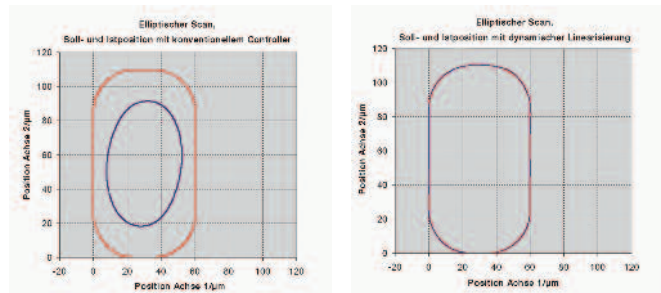 Elliptischer Scan,
Soll- und Istposition mit konventionellem Controller
120
100
80
60
40
20
0
-20 0 20 40 60 80 100 120
Position Achse 2/µm
Position Achse 1/µm
Elliptischer Scan,
Soll- und Istposition mit dynamischer Linearisierung
120
100
80
60
40
20
0
-20 0 20 40 60 80 100 120
Position Achse 2/µm
Position Achse 1/µm